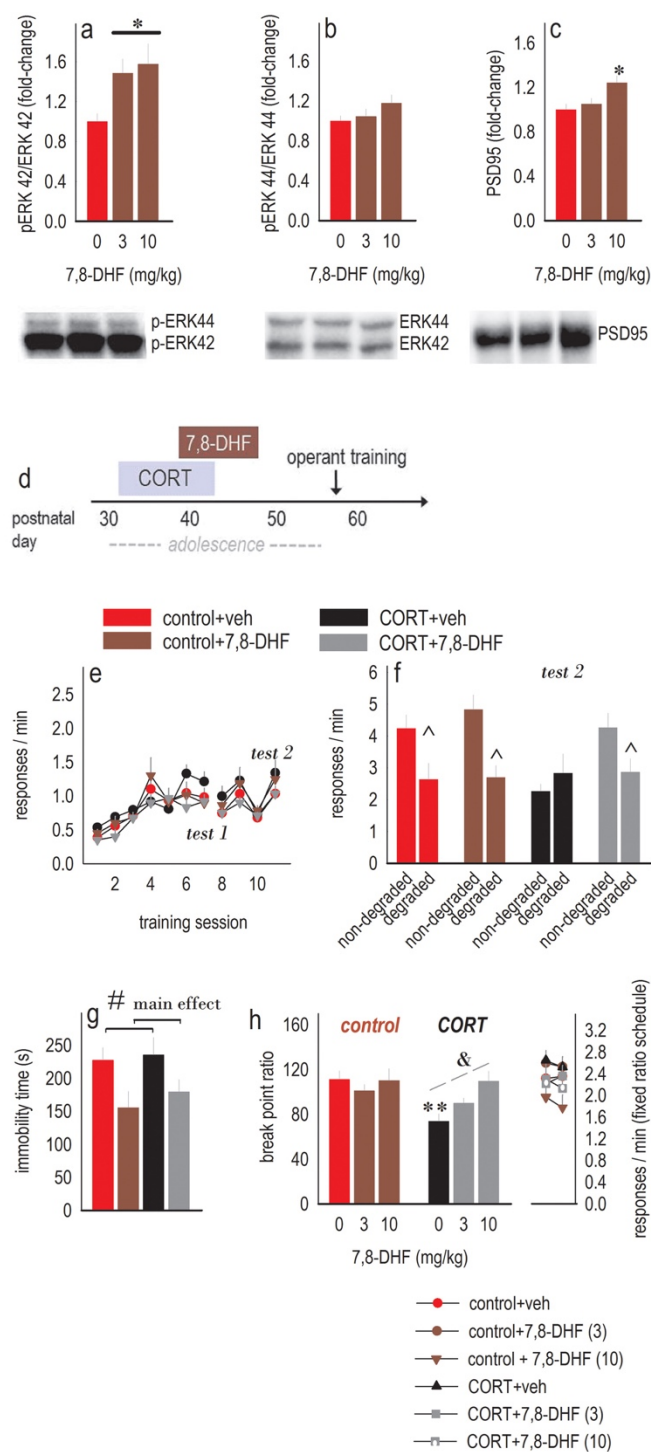 a
*
pERK 42/ERK 42 (fold-change)
1.6
1.2
0.8
0.4
0.0
0 3 10
7,8-DHF (mg/kg)
p-ERK44
p-ERK42
b
pERK 44/ERK 44 (fold-change)
1.6
1.2
0.8
0.4
0.0
0 3 10
7,8-DHF (mg/kg)
ERK44
ERK42
c
*
PSD95 (fold-change)
1.6
1.2
0.8
0.4
0.0
0 3 10
7,8-DHF (mg/kg)
PSD95
d
7,8-DHF
CORT
operant training
postnatal day
30 40 50 60
adolescence
control+veh
control+7,8-DHF
CORT+veh
CORT+7,8-DHF
e
responses / min
2.5
2.0
1.5
1.0
0.5
0.0
test 1
test 2
2 4 6 8 10
training session
f
test 2
responses / min
6
5
4
3
2
1
0
^ ^ ^
non-degraded
degraded
non-degraded
degraded
non-degraded
degraded
non-degraded
degraded
g
# main effect
immobility time (s)
250
200
150
100
50
0
h
control
CORT
&
**
break point ratio
160
120
80
40
0
0 3 10 0 3 10
7,8-DHF (mg/kg)
3.2
2.8
2.4
2.0
1.6
1.2
0.8
0.4
0.0
responses / min (fixed ratio schedule)
control+veh
control+7,8-DHF (3)
control + 7,8-DHF (10)
CORT+veh
CORT+7,8-DHF (3)
CORT+7,8-DHF (10)